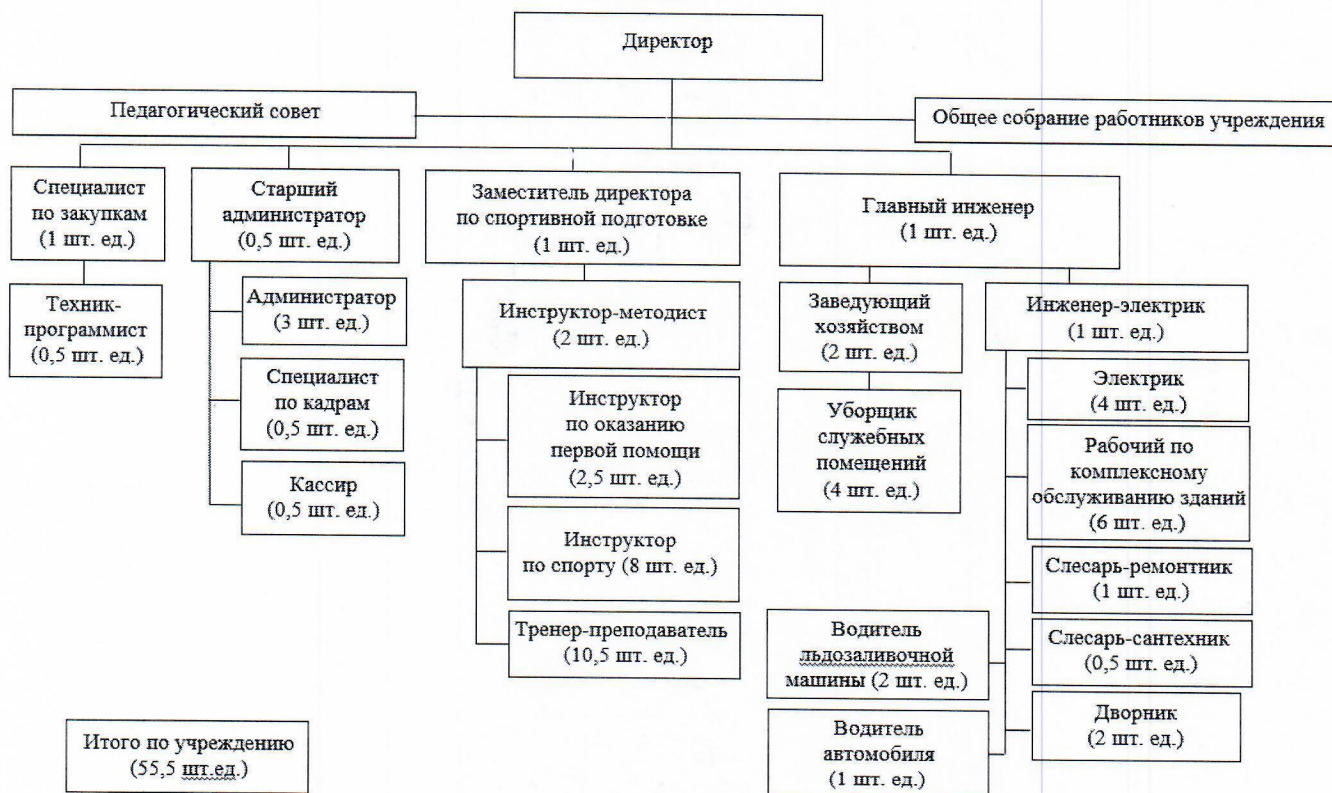 Директор
Педагогический совет
Общее собрание работников учреждения
Специалист
по закупкам
(1 шт. ед.)
Старший
администратор
(0,5 шт. ед.)
Заместитель директора
по спортивной подготовке
(1 шт. ед.)
Главный инженер
(1 шт. ед.)
Техник-
программист
(0,5 шт. ед.)
Администратор
(3 шт. ед.)
Специалист
по кадрам
(0,5 шт. ед.)
Кассир
(0,5 шт. ед.)
Инструктор-методист
(2 шт. ед.)
Инструктор
по оказанию
первой помощи
(2,5 шт. ед.)
Инструктор
по спорту (8 шт. ед.)
Тренер-преподаватель
(10,5 шт. ед.)
Заведующий
хозяйством
(2 шт. ед.)
Уборщик
служебных
помещений
(4 шт. ед.)
Инженер-электрик
(1 шт. ед.)
Электрик
(4 шт. ед.)
Рабочий по
комплексному
обслуживанию зданий
(6 шт. ед.)
Слесарь-ремонтник
(1 шт. ед.)
Слесарь-сантехник
(0,5 шт. ед.)
Дворник
(2 шт. ед.)
Водитель
льдозаливочной
машины (2 шт. ед.)
Водитель
автомобиля
(1 шт. ед.)
Итого по учреждению
(55,5 шт.ед.)